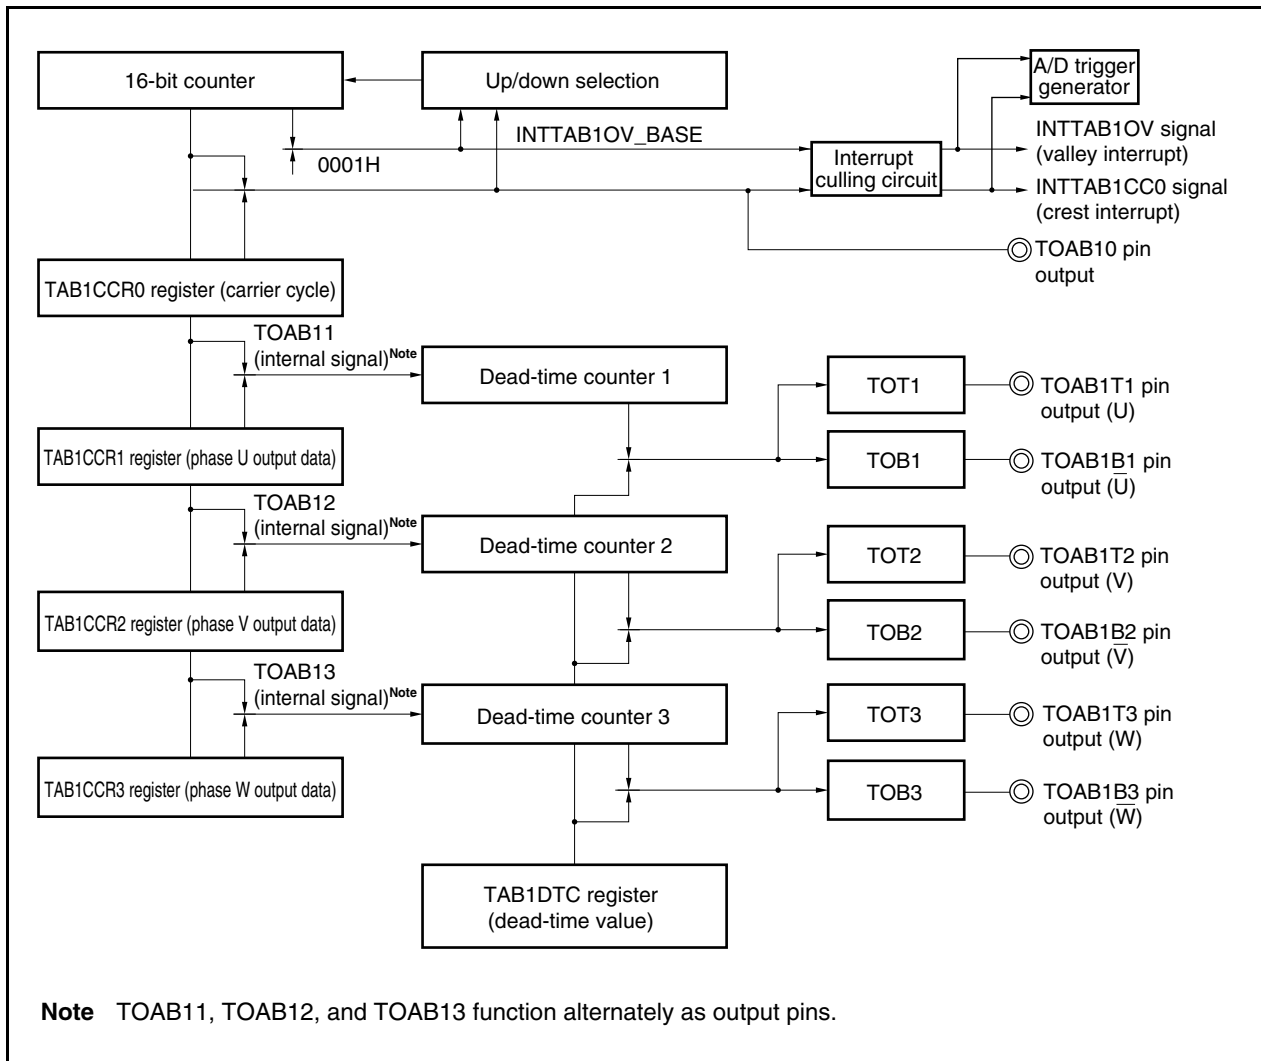 16-bit counter
Up/down selection
A/D trigger
generator
INTTAB1OV_BASE
0001H
Interrupt
culling circuit
INTTAB1OV signal
(valley interrupt)
INTTAB1CC0 signal
(crest interrupt)
TOAB10 pin
output
TAB1CCR0 register (carrier cycle)
TOAB11
(internal signal)Note
Dead-time counter 1
TOT1
TOAB1T1 pin
output (U)
TAB1CCR1 register (phase U output data)
TOB1
TOAB1B1 pin
output (U̅)
TOAB12
(internal signal)Note
Dead-time counter 2
TOT2
TOAB1T2 pin
output (V)
TAB1CCR2 register (phase V output data)
TOB2
TOAB1B2 pin
output (V̅)
TOAB13
(internal signal)Note
Dead-time counter 3
TOT3
TOAB1T3 pin
output (W)
TAB1CCR3 register (phase W output data)
TOB3
TOAB1B3 pin
output (W̅)
TAB1DTC register
(dead-time value)
Note TOAB11, TOAB12, and TOAB13 function alternately as output pins.